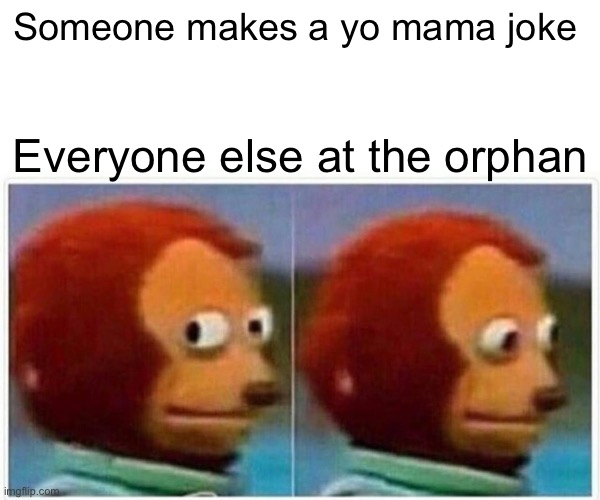 Someone makes a yo mama joke
Everyone else at the orphan
imgflip.com